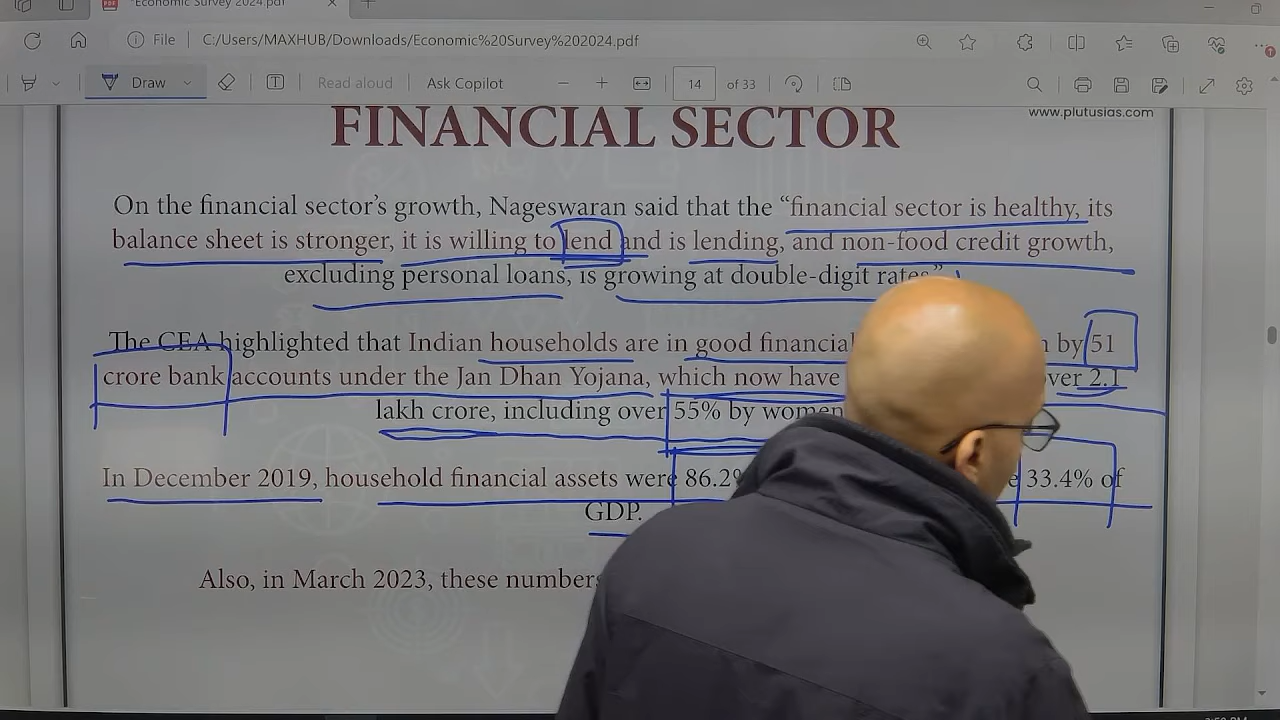 Economic Survey 2024.pdf
File C:/Users/MAXHUB/Downloads/Economic%20Survey%202024.pdf
Draw Read aloud Ask Copilot 14 of 33
www.plutusias.com
FINANCIAL SECTOR
On the financial sector's growth, Nageswaran said that the “financial sector is healthy, its
balance sheet is stronger, it is willing to lend and is lending, and non-food credit growth,
excluding personal loans, is growing at double-digit rates”
The CEA highlighted that Indian households are in good financial by 51
crore bank accounts under the Jan Dhan Yojana, which now have over 2.1
lakh crore, including over 55% by women
In December 2019, household financial assets were 86.2% 33.4% of
GDP.
Also, in March 2023, these numbers